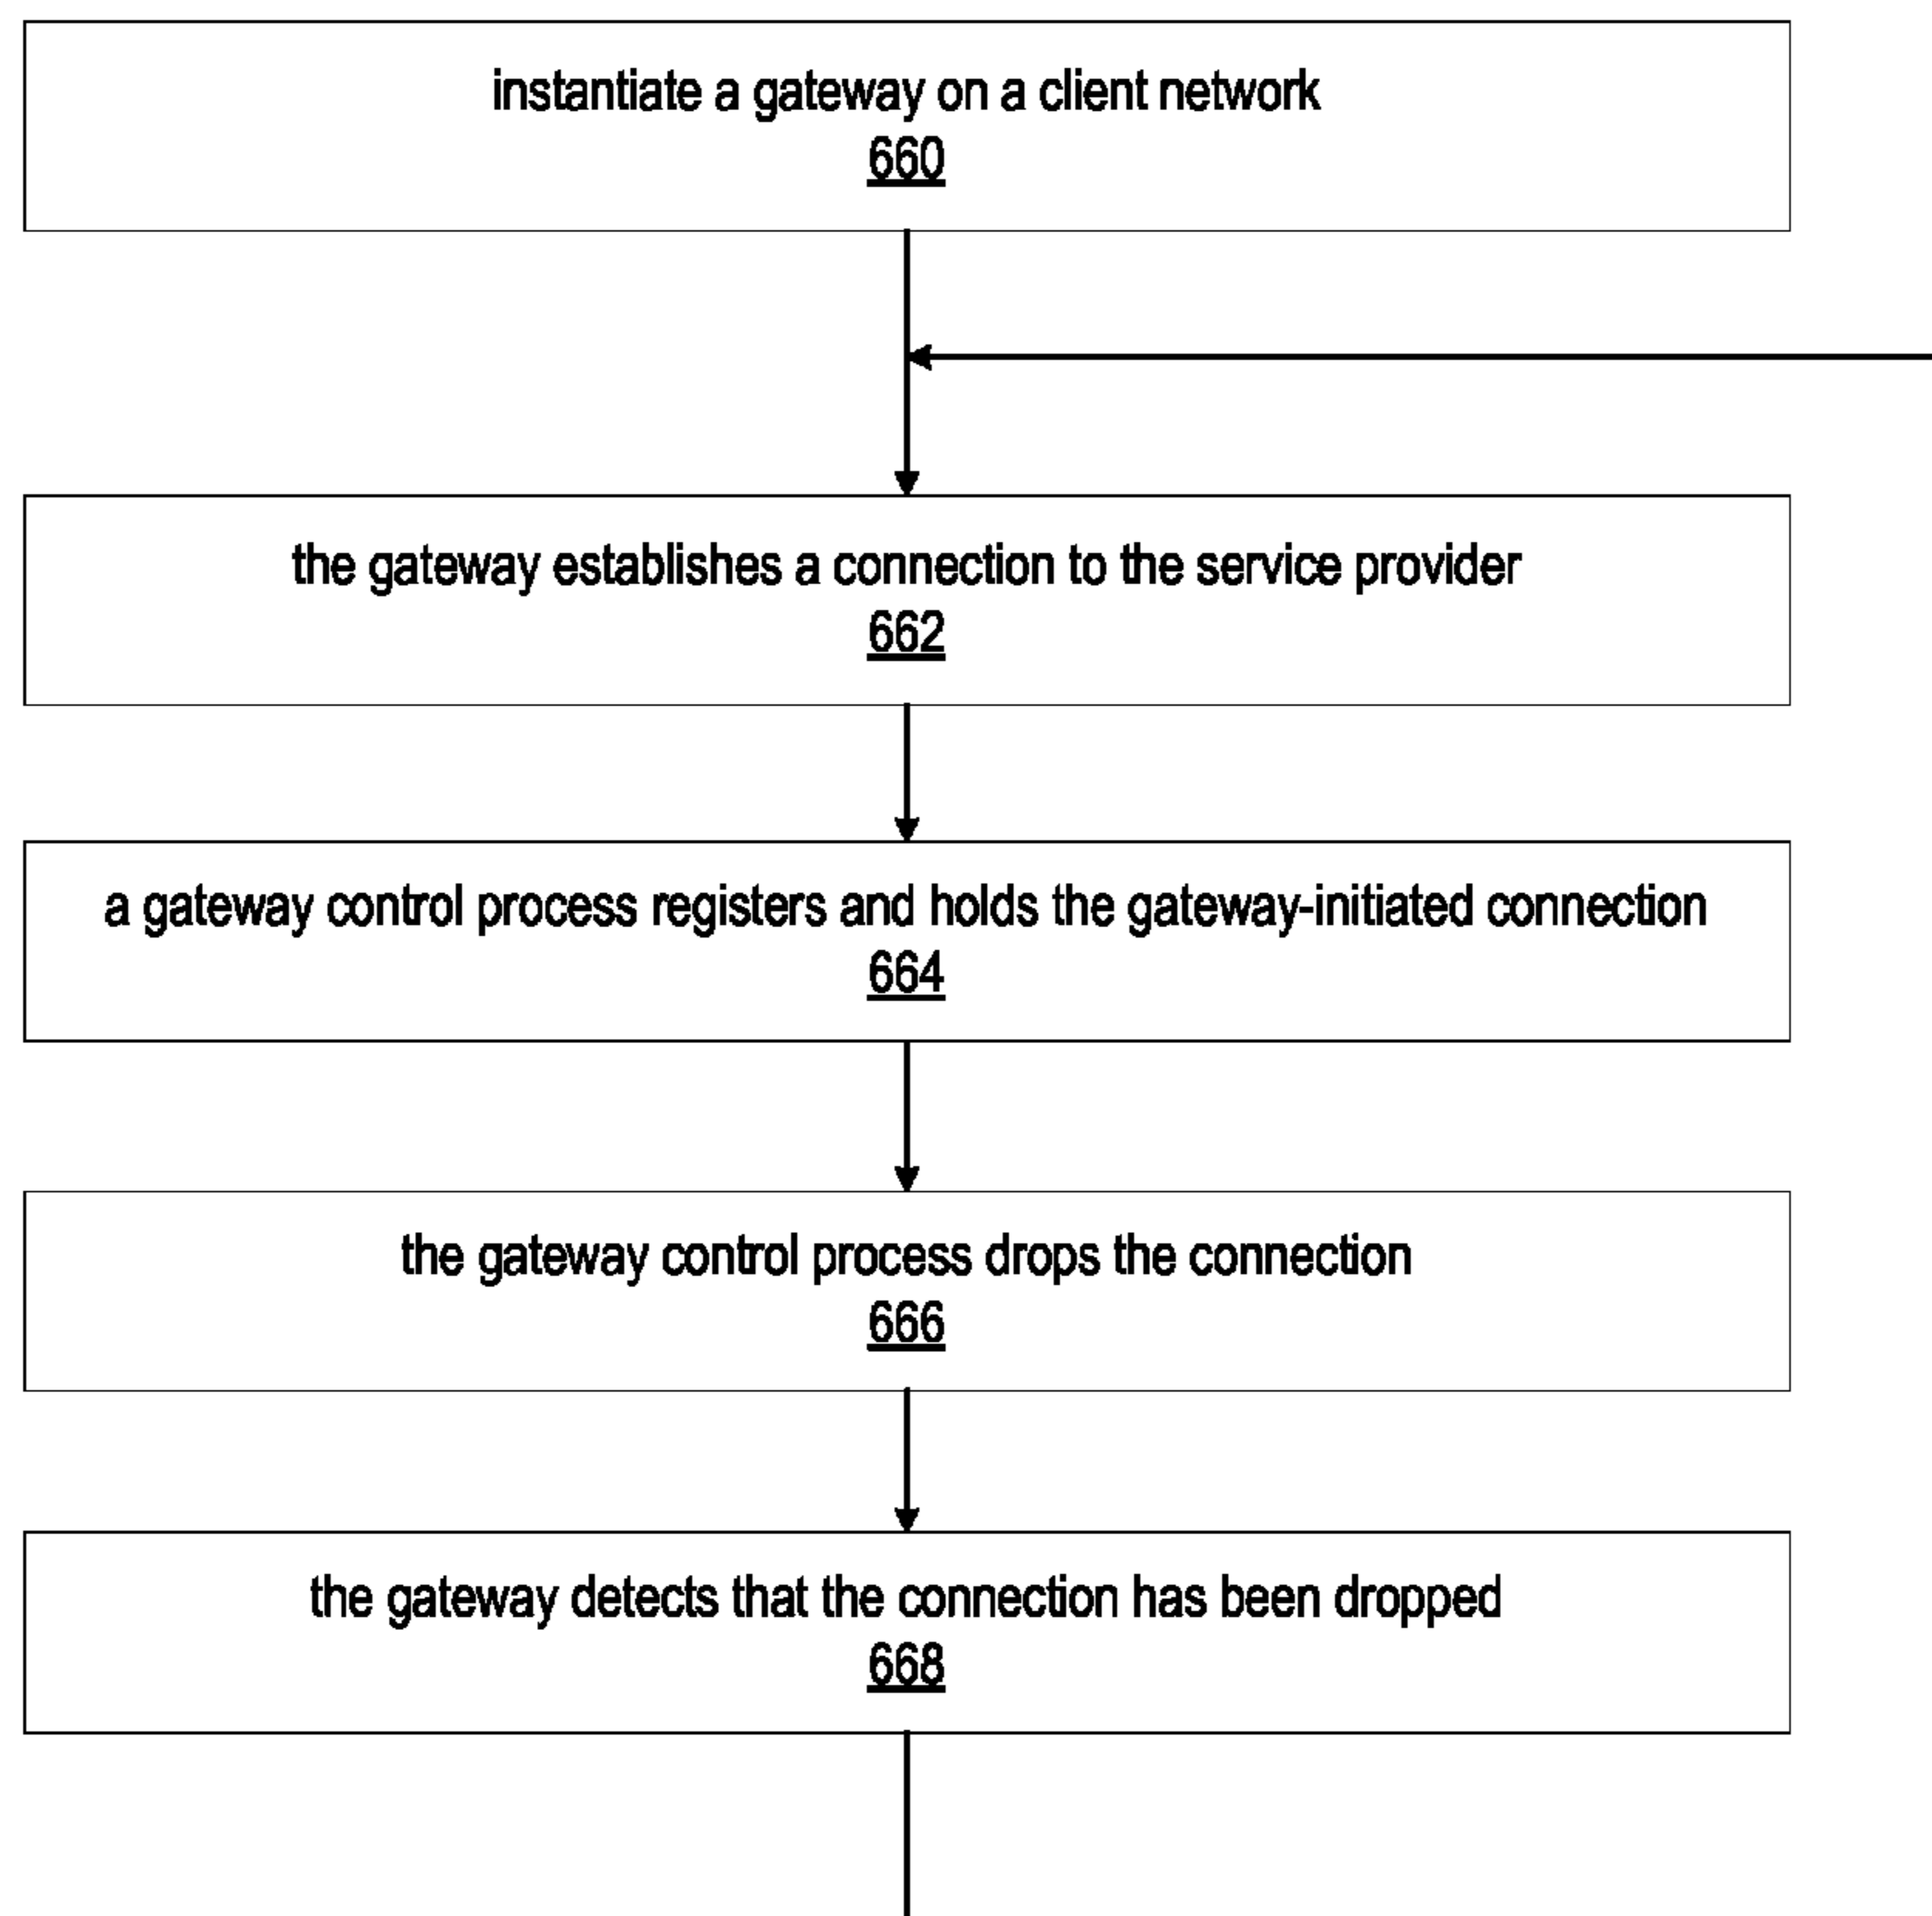 instantiate a gateway on a client network
660
the gateway establishes a connection to the service provider
662
a gateway control process registers and holds the gateway-initiated connection
664
the gateway control process drops the connection
666
the gateway detects that the connection has been dropped
668